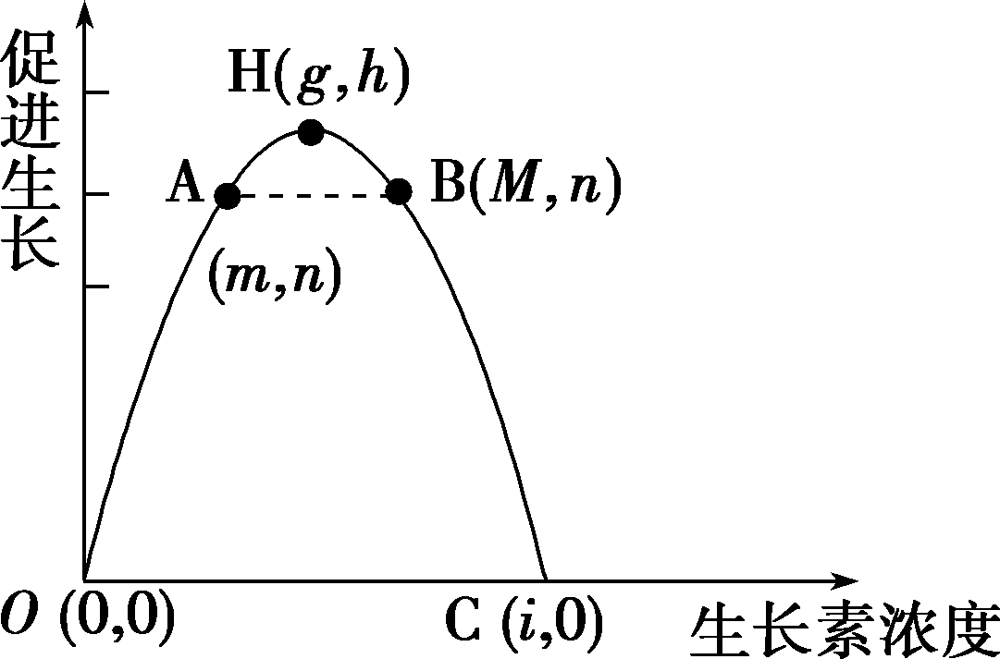 促进生长
H(g,h)
A
B(M,n)
(m,n)
O (0,0)
C (i,0)
生长素浓度